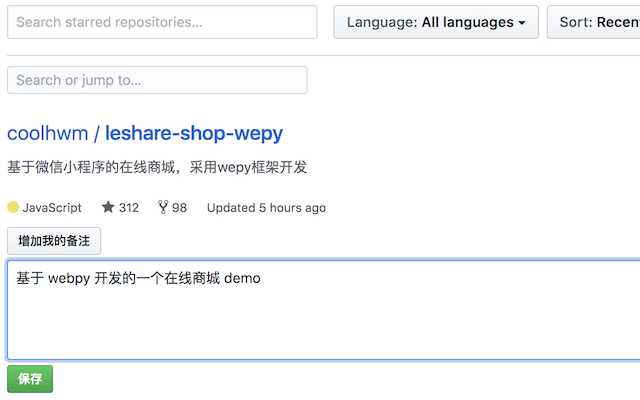 Search starred repositories...
Language: All languages
Sort: Recen
Search or jump to...
coolhwm / leshare-shop-wepy
基于微信小程序的在线商城，采用wepy框架开发
JavaScript 312 98 Updated 5 hours ago
增加我的备注
基于 webpy 开发的一个在线商城 demo
保存